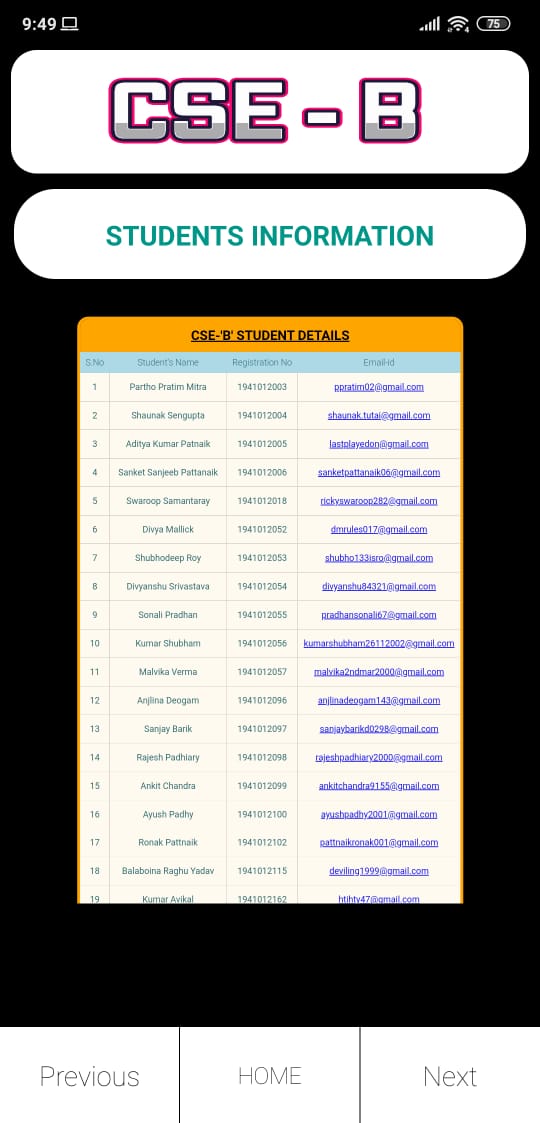 9:49
75
CSE - B
STUDENTS INFORMATION
CSE-'B' STUDENT DETAILS
S.No Student's Name Registration No Email-id
1 Partho Pratim Mitra 1941012003 ppratim02@gmail.com
2 Shaunak Sengupta 1941012004 shaunak.tutai@gmail.com
3 Aditya Kumar Patnaik 1941012005 lastplayedon@gmail.com
4 Sanket Sanjeeb Pattanaik 1941012006 sanketpattanaik06@gmail.com
5 Swaroop Samantaray 1941012018 rickyswaroop282@gmail.com
6 Divya Mallick 1941012052 dmrules017@gmail.com
7 Shubhodeep Roy 1941012053 shubho133isro@gmail.com
8 Divyanshu Srivastava 1941012054 divyanshu84321@gmail.com
9 Sonali Pradhan 1941012055 pradhansonali67@gmail.com
10 Kumar Shubham 1941012056 kumarshubham26112002@gmail.com
11 Malvika Verma 1941012057 malvika2ndmar2000@gmail.com
12 Anjlina Deogam 1941012096 anjlinadeogam143@gmail.com
13 Sanjay Barik 1941012097 sanjaybarikd0298@gmail.com
14 Rajesh Padhiary 1941012098 rajeshpadhiary2000@gmail.com
15 Ankit Chandra 1941012099 ankitchandra9155@gmail.com
16 Ayush Padhy 1941012100 ayushpadhy2001@gmail.com
17 Ronak Pattnaik 1941012102 pattnaikronak001@gmail.com
18 Balaboina Raghu Yadav 1941012115 deviling1999@gmail.com
19 Kumar Avikal 1941012162 htihty47@gmail.com
Previous HOME Next